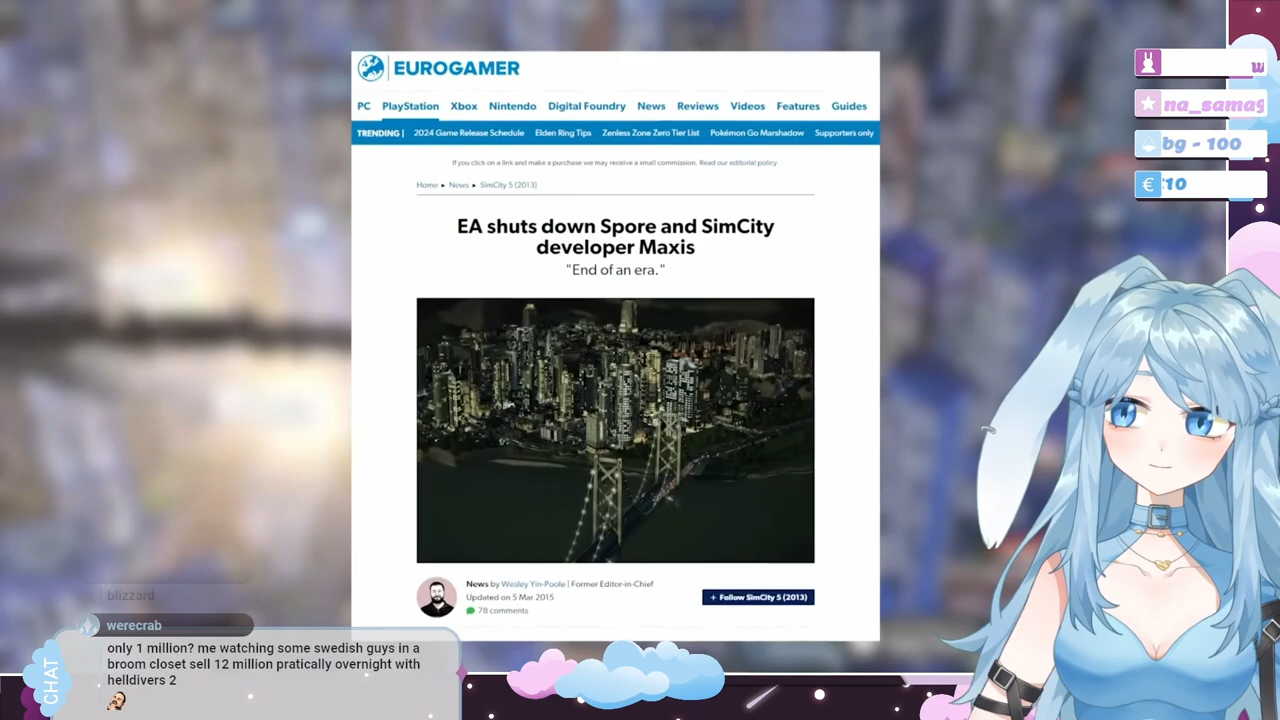 EUROGAMER
PC PlayStation Xbox Nintendo Digital Foundry News Reviews Videos Features Guides
TRENDING | 2024 Game Release Schedule Elden Ring Tips Zenless Zone Zero Tier List Pokémon Go Marshadow Supporters only
If you click on a link and make a purchase we may receive a small commission. Read our editorial policy.
Home ▸ News ▸ SimCity 5 (2013)
EA shuts down Spore and SimCity
developer Maxis
"End of an era."
News by Wesley Yin-Poole | Former Editor-in-Chief
Updated on 5 Mar 2015
78 comments
+ Follow SimCity 5 (2013)
w
na_samag
bg - 100
€ 10
blizzard
werecrab
only 1 million? me watching some swedish guys in a
broom closet sell 12 million pratically overnight with
helldivers 2
CHAT